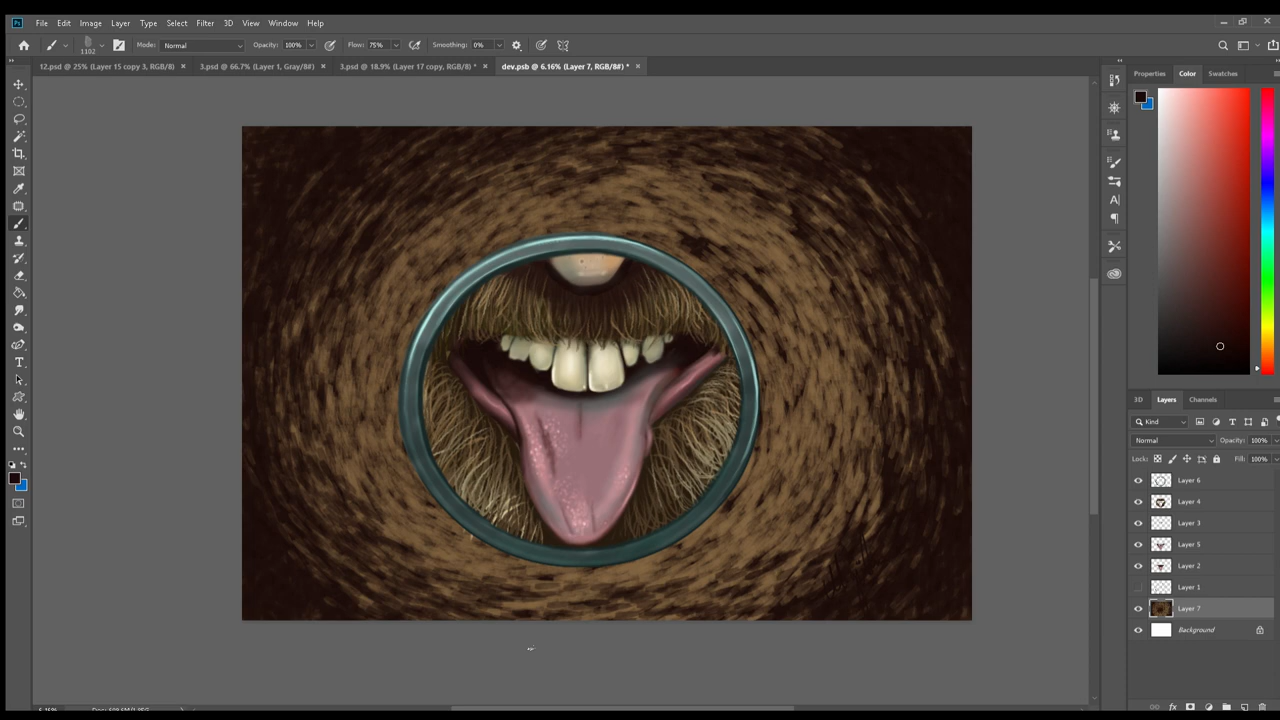 Ps File Edit Image Layer Type Select Filter 3D View Window Help
1102 Mode: Normal Opacity: 100% Flow: 75% Smoothing: 0%
12.psd @ 25% (Layer 15 copy 3, RGB/8) × 3.psd @ 66.7% (Layer 1, Gray/8#) × 3.psd @ 18.9% (Layer 17 copy, RGB/8) * × dev.psb @ 6.16% (Layer 7, RGB/8#) * ×
Properties Color Swatches
3D Layers Channels
Kind
Normal Opacity: 100%
Lock: Fill: 100%
Layer 6
Layer 4
Layer 3
Layer 5
Layer 2
Layer 1
Layer 7
Background